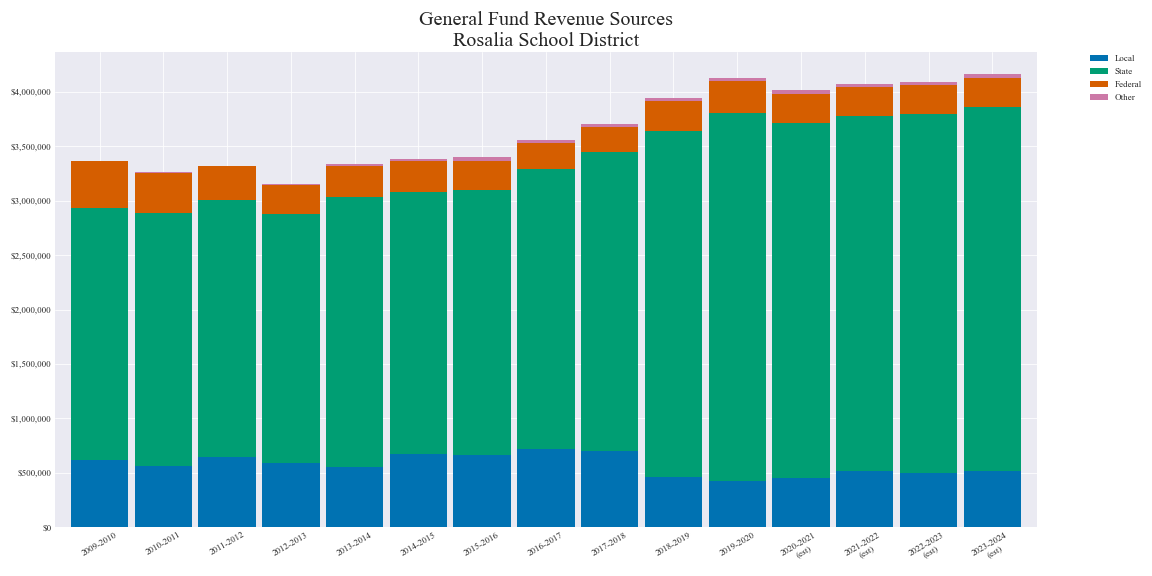 General Fund Revenue Sources
Rosalia School District
Local
State
Federal
Other
$4,000,000
$3,500,000
$3,000,000
$2,500,000
$2,000,000
$1,500,000
$1,000,000
$500,000
$0
2009-2010
2010-2011
2011-2012
2012-2013
2013-2014
2014-2015
2015-2016
2016-2017
2017-2018
2018-2019
2019-2020
2020-2021
(est)
2021-2022
(est)
2022-2023
(est)
2023-2024
(est)